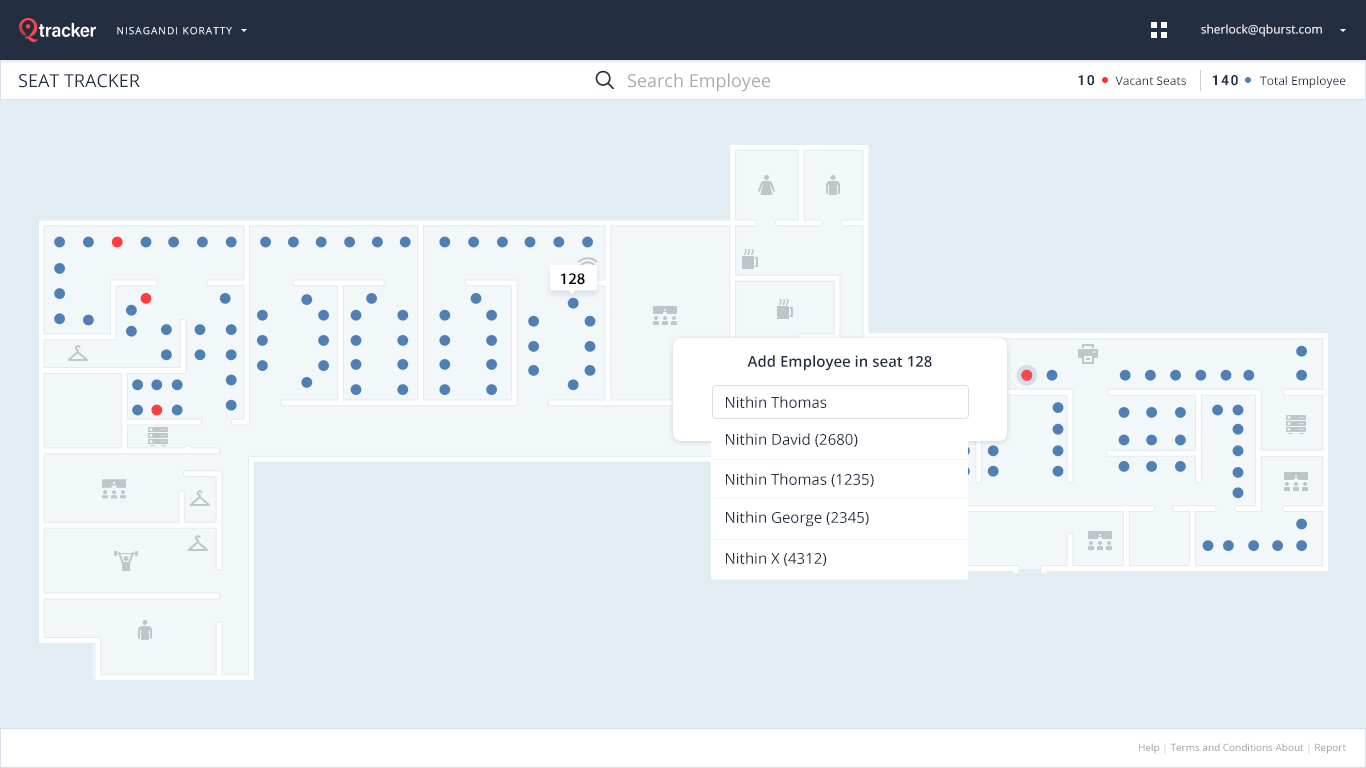 Qtracker
NISAGANDI KORATTY
sherlock@qburst.com
SEAT TRACKER
Search Employee
10 Vacant Seats
140 Total Employee
128
Add Employee in seat 128
Nithin Thomas
Nithin David (2680)
Nithin Thomas (1235)
Nithin George (2345)
Nithin X (4312)
Help | Terms and Conditions About | Report